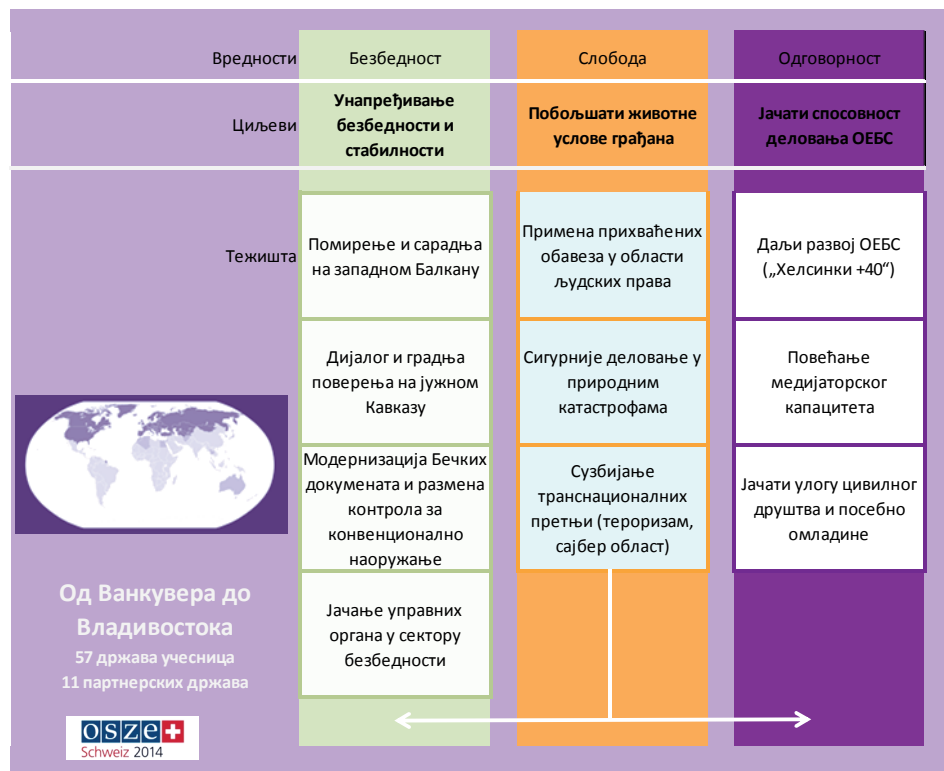 Вредности
Безбедност
Слобода
Одговорност
Циљеви
Унапређивање
безбедности и
стабилности
Побољшати животне
услове грађана
Јачати способност
деловања ОЕБС
Тежишта
Помирење и сарадња
на западном Балкану
Примена прихваћених
обавеза у области
људских права
Даљи развој ОЕБС
(„Хелсинки +40“)
Дијалог и градња
поверења на јужном
Кавказу
Сигурније деловање у
природним
катастрофама
Повећање
медијаторског
капацитета
Модернизација Бечких
докумената и размена
контрола за
конвенционално
наоружање
Сузбијање
транснационалних
претњи (тероризам,
сајбер област)
Јачати улогу цивилног
друштва и посебно
омладине
Јачање управних
органа у сектору
безбедности
Од Ванкувера до
Владивостока
57 држава учесница
11 партнерских држава
osze
Schweiz 2014